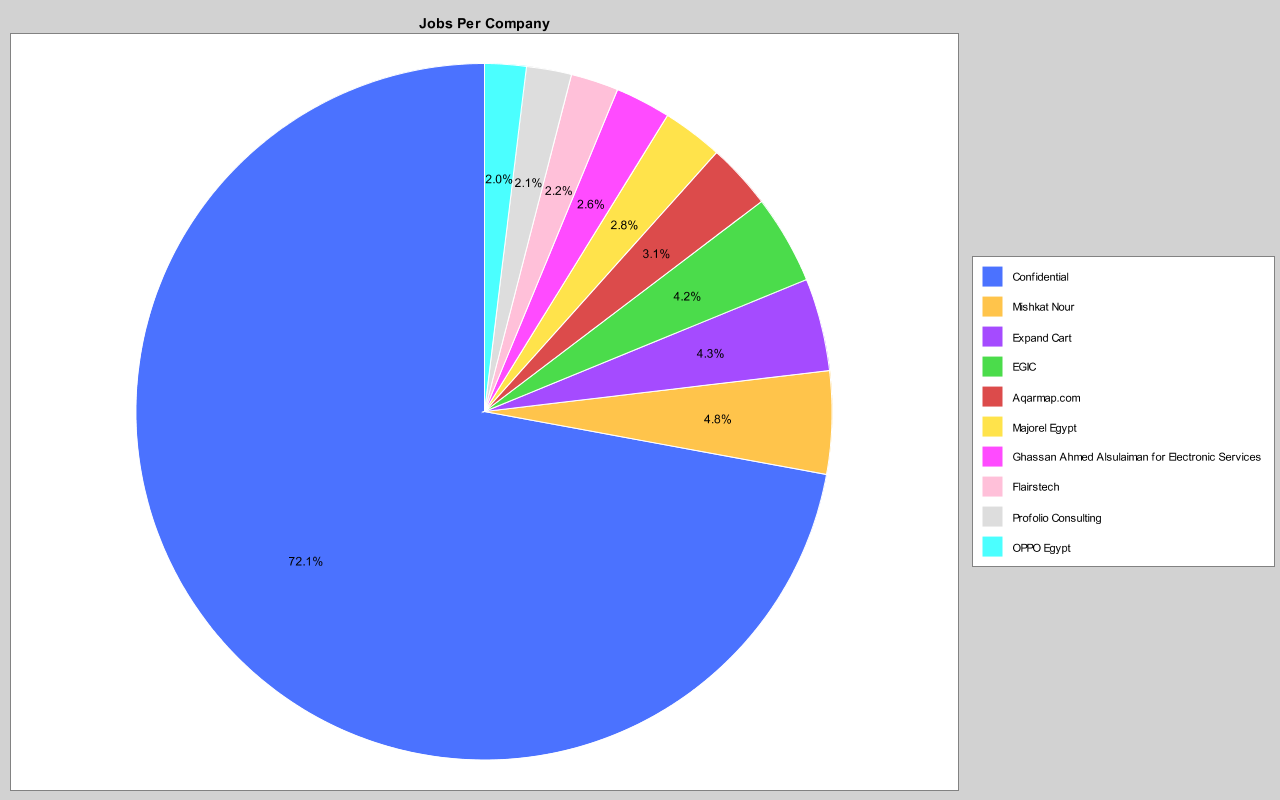 Jobs Per Company
2.0%
2.1%
2.2%
2.6%
2.8%
3.1%
4.2%
4.3%
4.8%
72.1%
Confidential
Mishkat Nour
Expand Cart
EGIC
Aqarmap.com
Majorel Egypt
Ghassan Ahmed Alsulaiman for Electronic Services
Flairstech
Profolio Consulting
OPPO Egypt